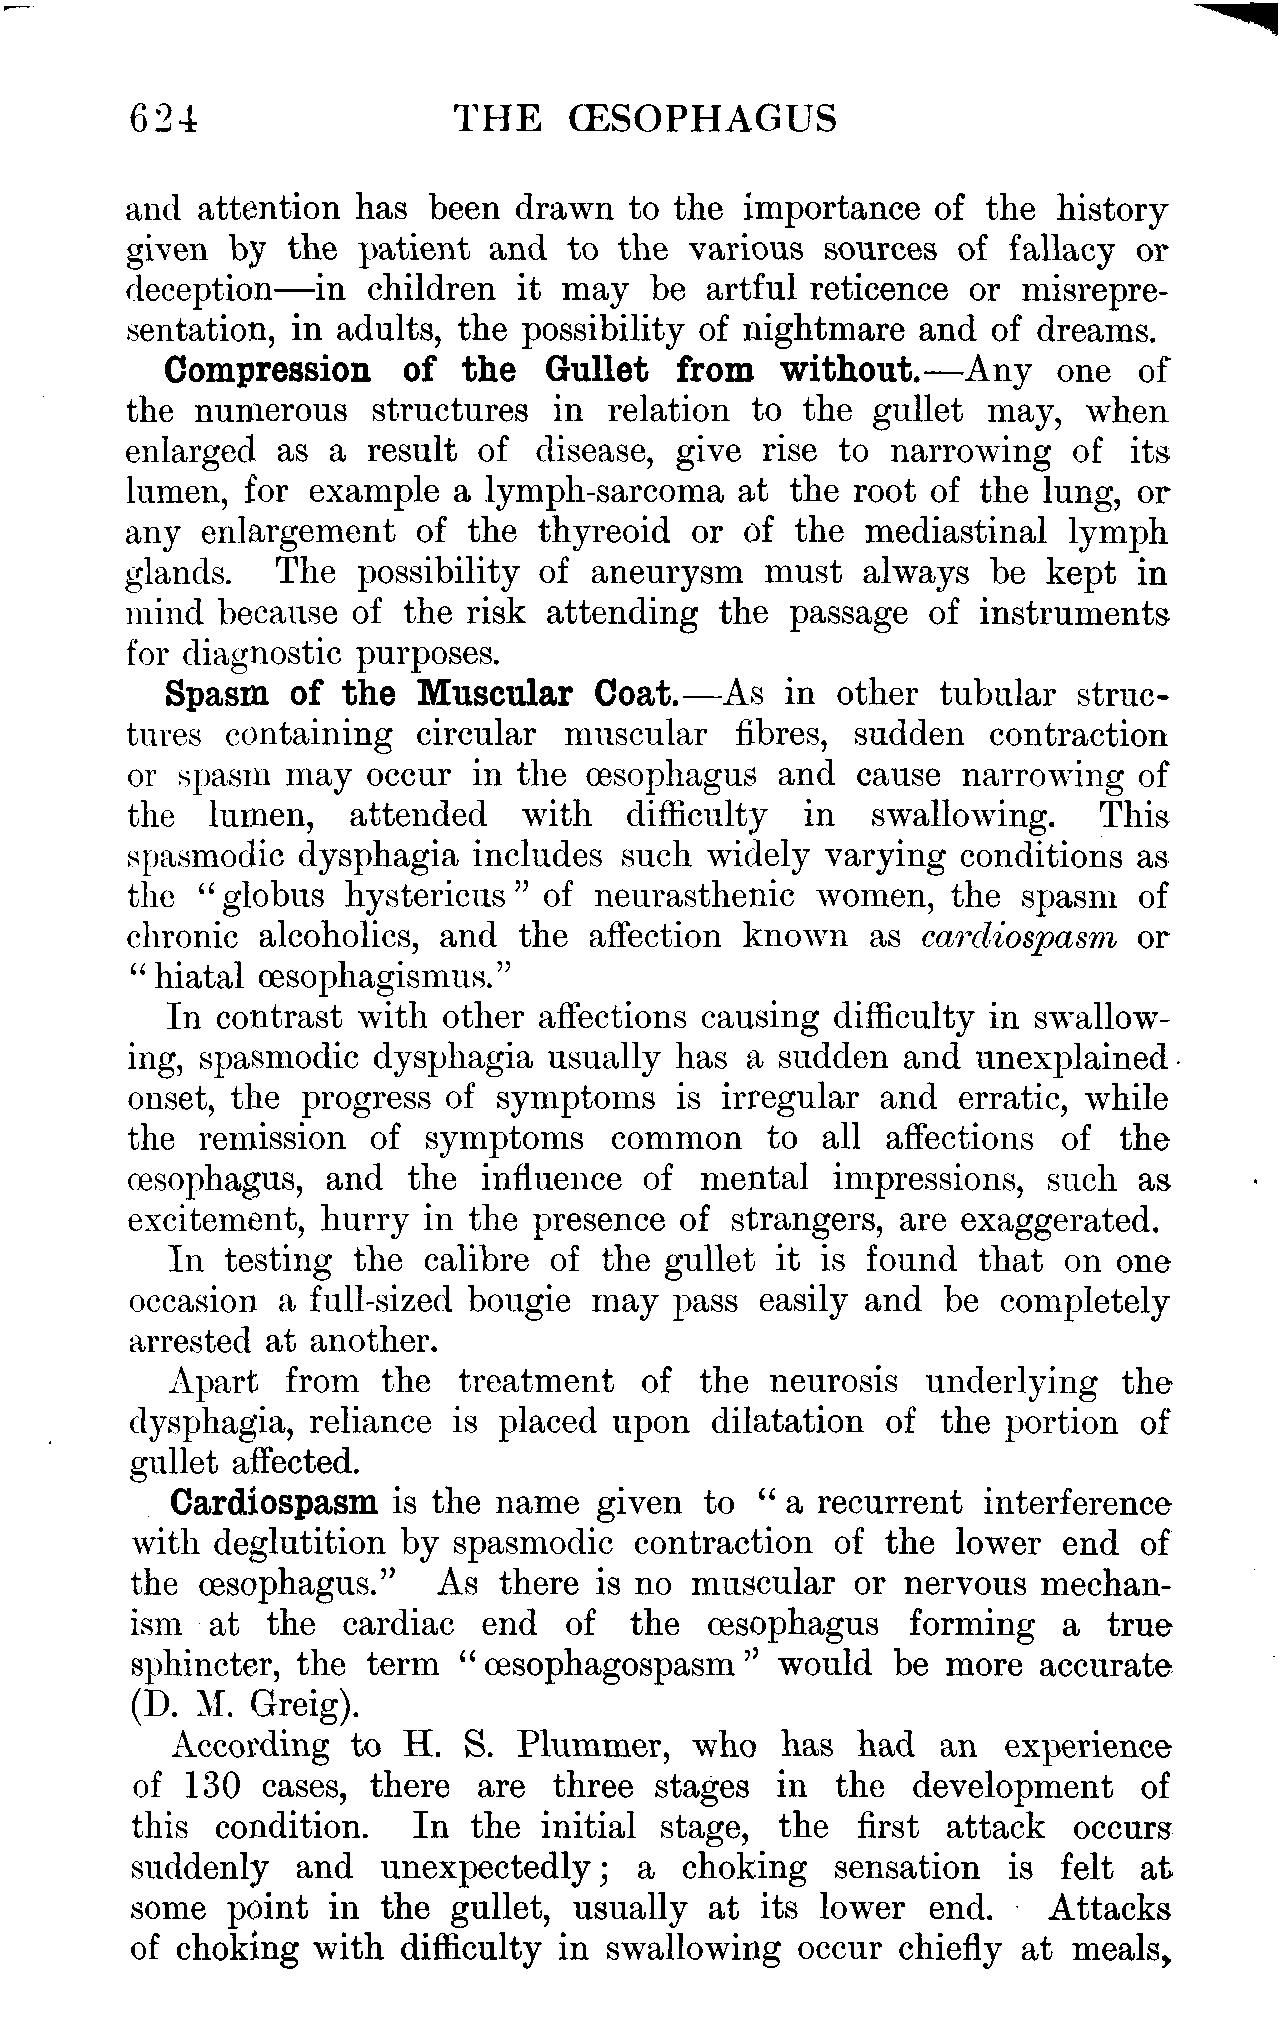 624 THE ŒSOPHAGUS
and attention has been drawn to the importance of the history
given by the patient and to the various sources of fallacy or
deception—in children it may be artful reticence or misrepre-
sentation, in adults, the possibility of nightmare and of dreams.
Compression of the Gullet from without.—Any one of
the numerous structures in relation to the gullet may, when
enlarged as a result of disease, give rise to narrowing of its
lumen, for example a lymph-sarcoma at the root of the lung, or
any enlargement of the thyreoid or of the mediastinal lymph
glands. The possibility of aneurysm must always be kept in
mind because of the risk attending the passage of instruments
for diagnostic purposes.
Spasm of the Muscular Coat.—As in other tubular struc-
tures containing circular muscular fibres, sudden contraction
or spasm may occur in the œsophagus and cause narrowing of
the lumen, attended with difficulty in swallowing. This
spasmodic dysphagia includes such widely varying conditions as
the “globus hystericus” of neurasthenic women, the spasm of
chronic alcoholics, and the affection known as cardiospasm or
“hiatal œsophagismus.”
In contrast with other affections causing difficulty in swallow-
ing, spasmodic dysphagia usually has a sudden and unexplained
onset, the progress of symptoms is irregular and erratic, while
the remission of symptoms common to all affections of the
œsophagus, and the influence of mental impressions, such as
excitement, hurry in the presence of strangers, are exaggerated.
In testing the calibre of the gullet it is found that on one
occasion a full-sized bougie may pass easily and be completely
arrested at another.
Apart from the treatment of the neurosis underlying the
dysphagia, reliance is placed upon dilatation of the portion of
gullet affected.
Cardiospasm is the name given to “a recurrent interference
with deglutition by spasmodic contraction of the lower end of
the œsophagus.” As there is no muscular or nervous mechan-
ism at the cardiac end of the œsophagus forming a true
sphincter, the term “œsophagospasm” would be more accurate
(D. M. Greig).
According to H. S. Plummer, who has had an experience
of 130 cases, there are three stages in the development of
this condition. In the initial stage, the first attack occurs
suddenly and unexpectedly; a choking sensation is felt at
some point in the gullet, usually at its lower end. Attacks
of choking with difficulty in swallowing occur chiefly at meals,